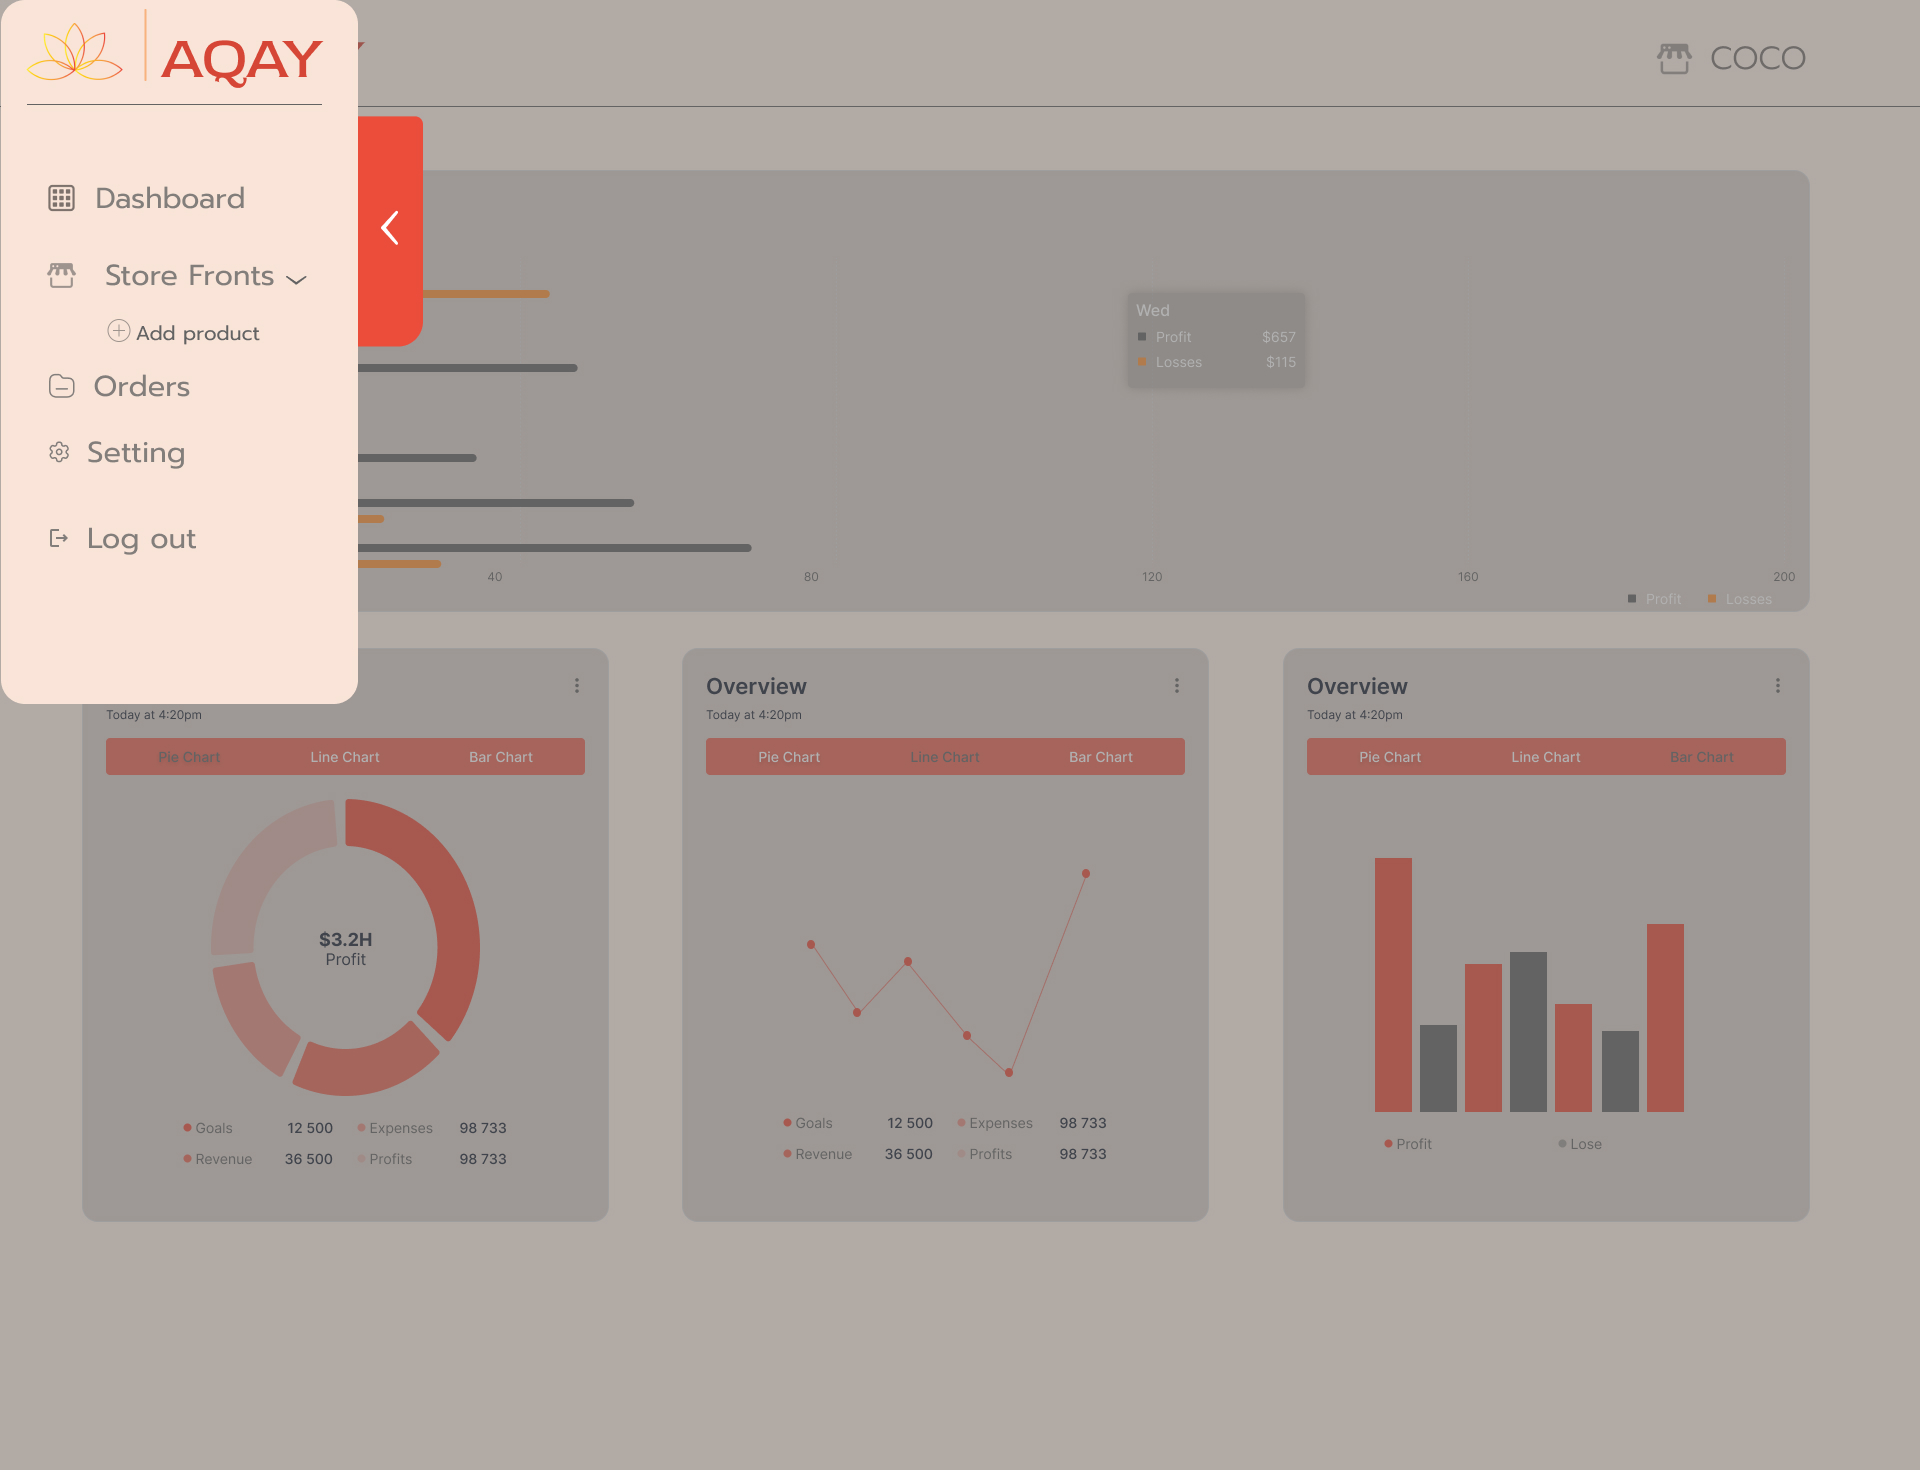 AQAY
COCO
Dashboard
Store Fronts
Add product
Orders
Setting
Log out
Wed
Profit $657
Losses $115
40 80 120 160 200
Profit Losses
Today at 4:20pm
Pie Chart Line Chart Bar Chart
$3.2H
Profit
Goals 12 500 Expenses 98 733
Revenue 36 500 Profits 98 733
Overview
Today at 4:20pm
Pie Chart Line Chart Bar Chart
Goals 12 500 Expenses 98 733
Revenue 36 500 Profits 98 733
Overview
Today at 4:20pm
Pie Chart Line Chart Bar Chart
Profit Lose